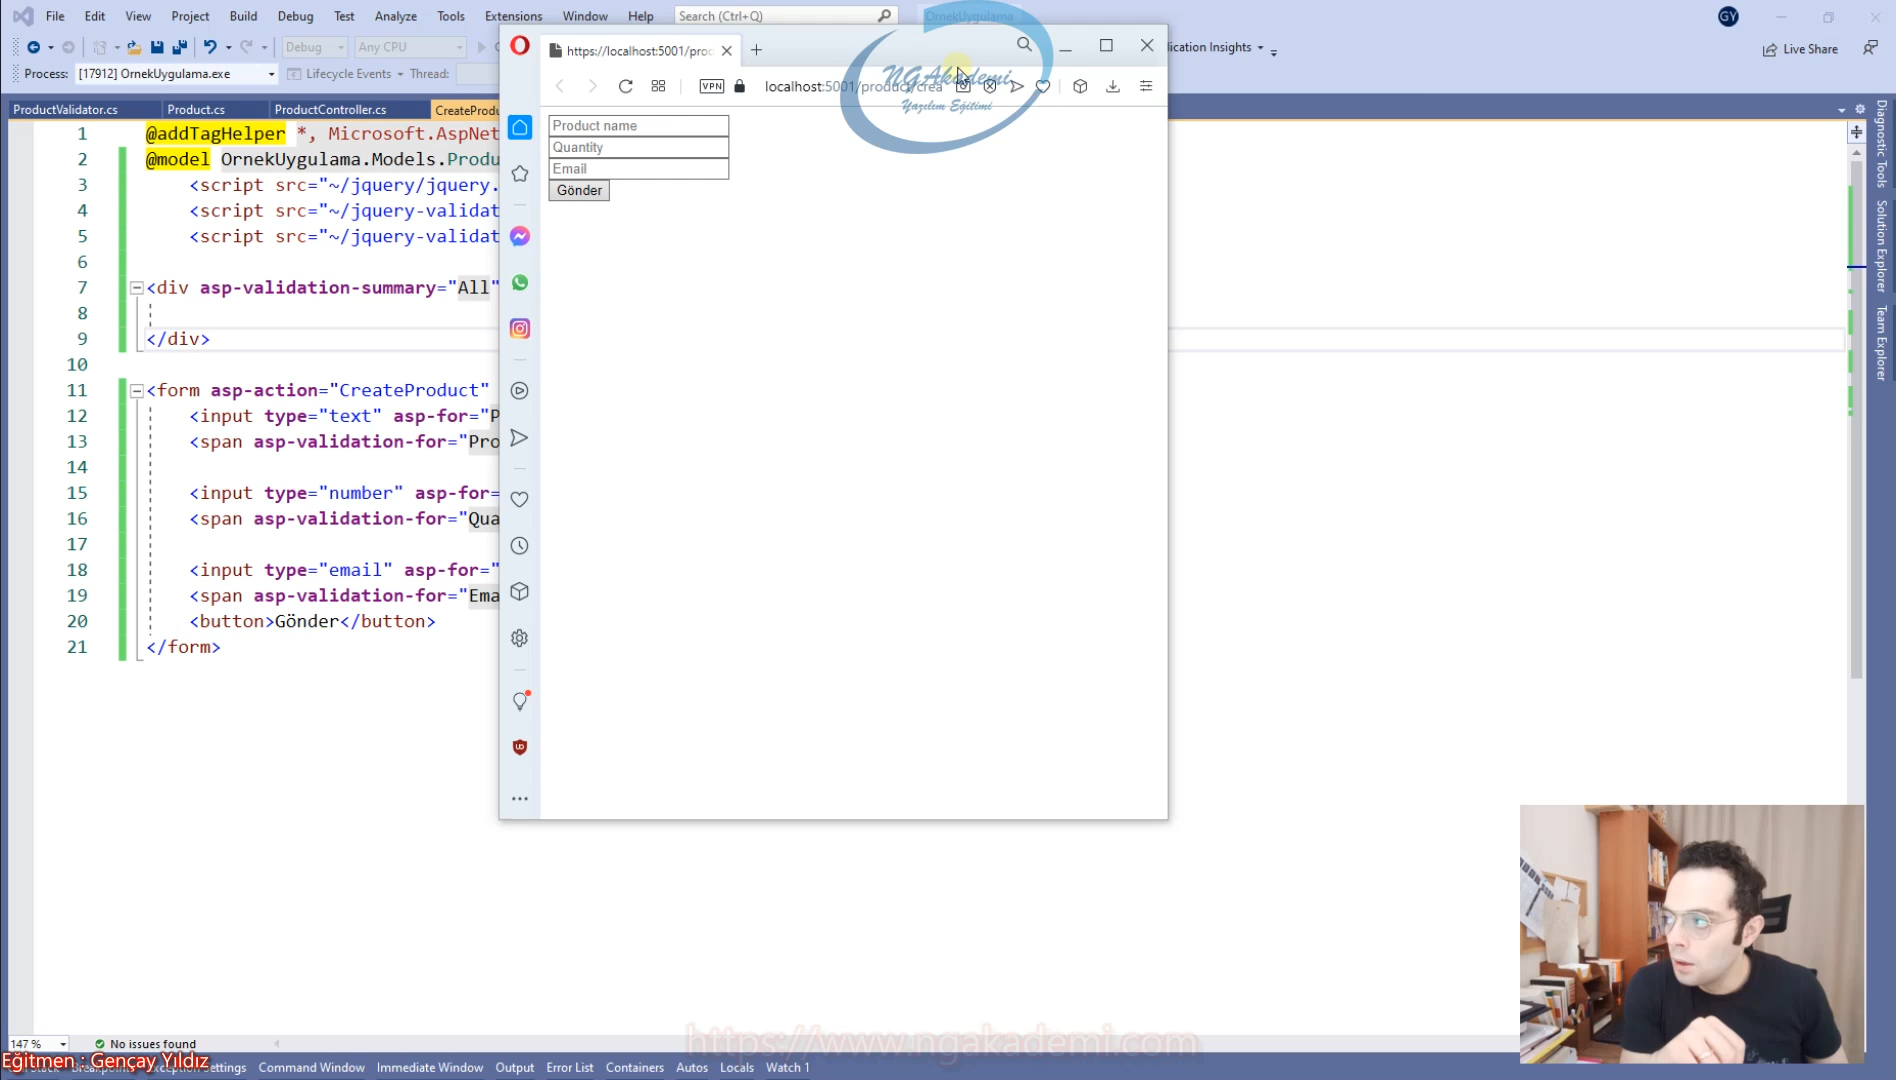 File Edit View Project Build Debug Test Analyze Tools Extensions Window Help Search (Ctrl+Q) OrnekUygulama GY
Debug Any CPU ication Insights Live Share
Process: [17912] OrnekUygulama.exe Lifecycle Events Thread:
ProductValidator.cs Product.cs ProductController.cs CreateProdu
1 @addTagHelper *, Microsoft.AspNet
2 @model OrnekUygulama.Models.Produ
3 <script src="~/jquery/jquery.
4 <script src="~/jquery-validat
5 <script src="~/jquery-validat
6
7 <div asp-validation-summary="All"
8
9 </div>
10
11 <form asp-action="CreateProduct"
12 <input type="text" asp-for="P
13 <span asp-validation-for="Pro
14
15 <input type="number" asp-for=
16 <span asp-validation-for="Qua
17
18 <input type="email" asp-for="
19 <span asp-validation-for="Ema
20 <button>Gönder</button>
21 </form>
https://localhost:5001/prod
VPN localhost:5001/product/crea
NGAkademi
Yazılım Eğitimi
Product name
Quantity
Email
Gönder
Diagnostic Tools
Solution Explorer
Team Explorer
https://www.ngakademi.com
147 % No issues found
Eğitmen : Gençay Yıldız
Command Window Immediate Window Output Error List Containers Autos Locals Watch 1